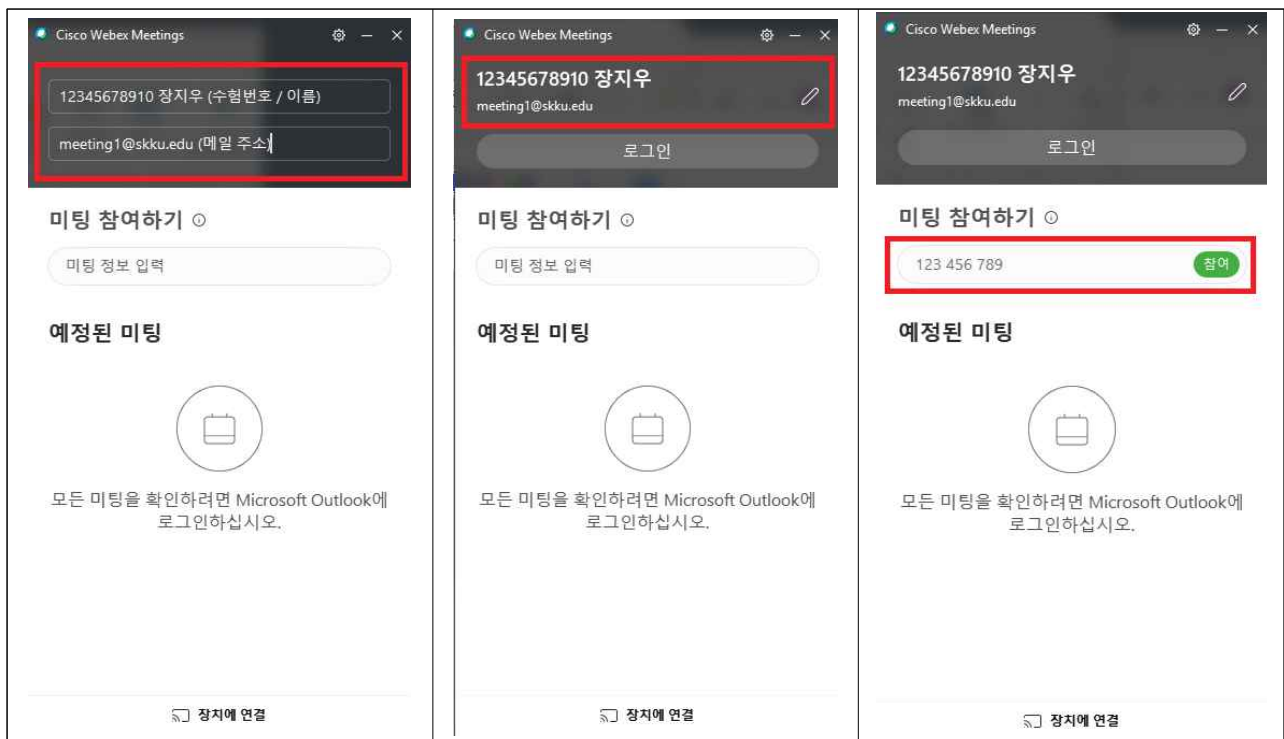 Cisco Webex Meetings
12345678910 장지우 (수험번호 / 이름)
meeting1@skku.edu (메일 주소)
미팅 참여하기
미팅 정보 입력
예정된 미팅
모든 미팅을 확인하려면 Microsoft Outlook에
로그인하십시오.
장치에 연결
Cisco Webex Meetings
12345678910 장지우
meeting1@skku.edu
로그인
미팅 참여하기
미팅 정보 입력
예정된 미팅
모든 미팅을 확인하려면 Microsoft Outlook에
로그인하십시오.
장치에 연결
Cisco Webex Meetings
12345678910 장지우
meeting1@skku.edu
로그인
미팅 참여하기
123 456 789 참여
예정된 미팅
모든 미팅을 확인하려면 Microsoft Outlook에
로그인하십시오.
장치에 연결